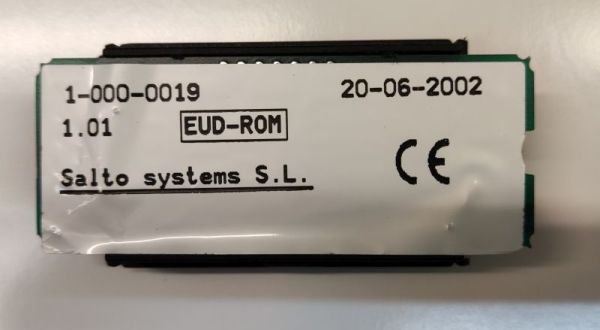 1-000-0019 20-06-2002
1.01 EUD-ROM
CE
Salto systems S.L.